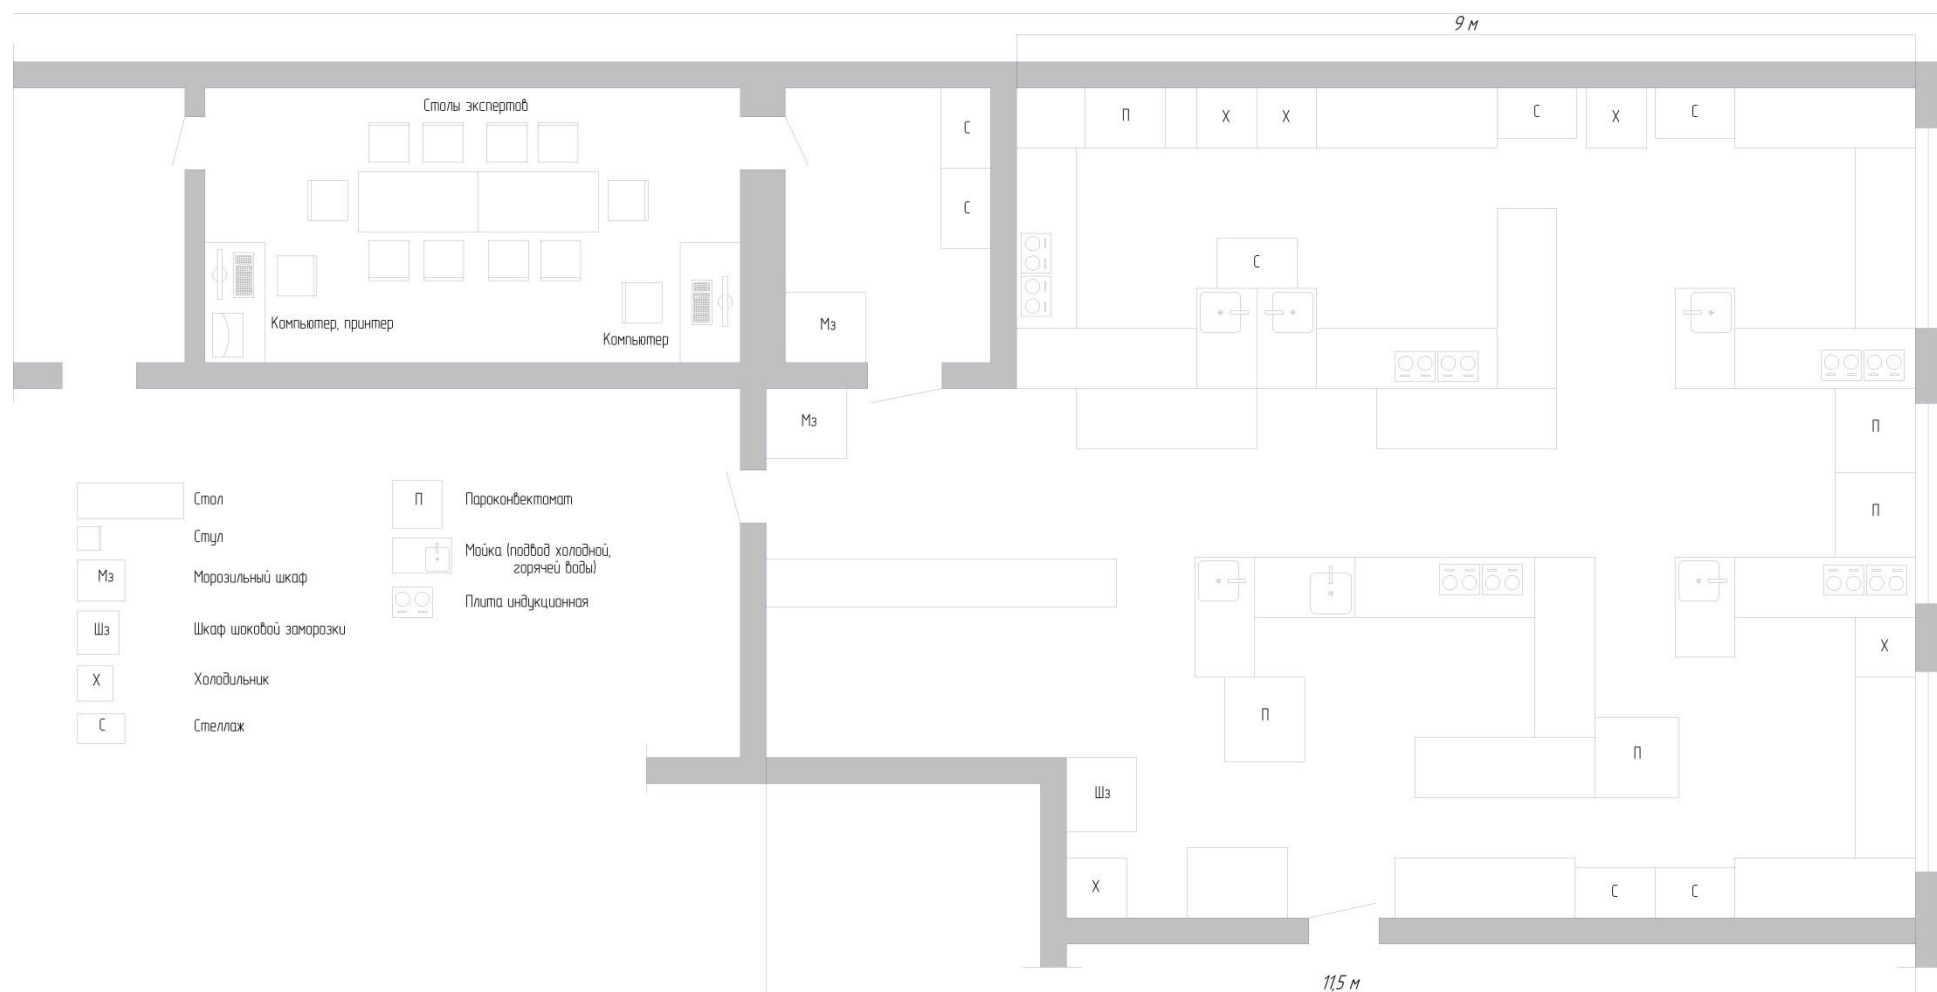 9 м
Столы экспертов
П
Х
Х
С
Х
С
С
С
С
Компьютер, принтер
Компьютер
Мз
Мз
П
П
Стол
Стул
Мз
Морозильный шкаф
Шз
Шкаф шоковой заморозки
Х
Холодильник
С
Стеллаж
П
Пароконвектомат
Мойка (подвод холодной,
горячей воды)
Плита индукционная
Х
П
П
Шз
Х
С
С
11,5 м